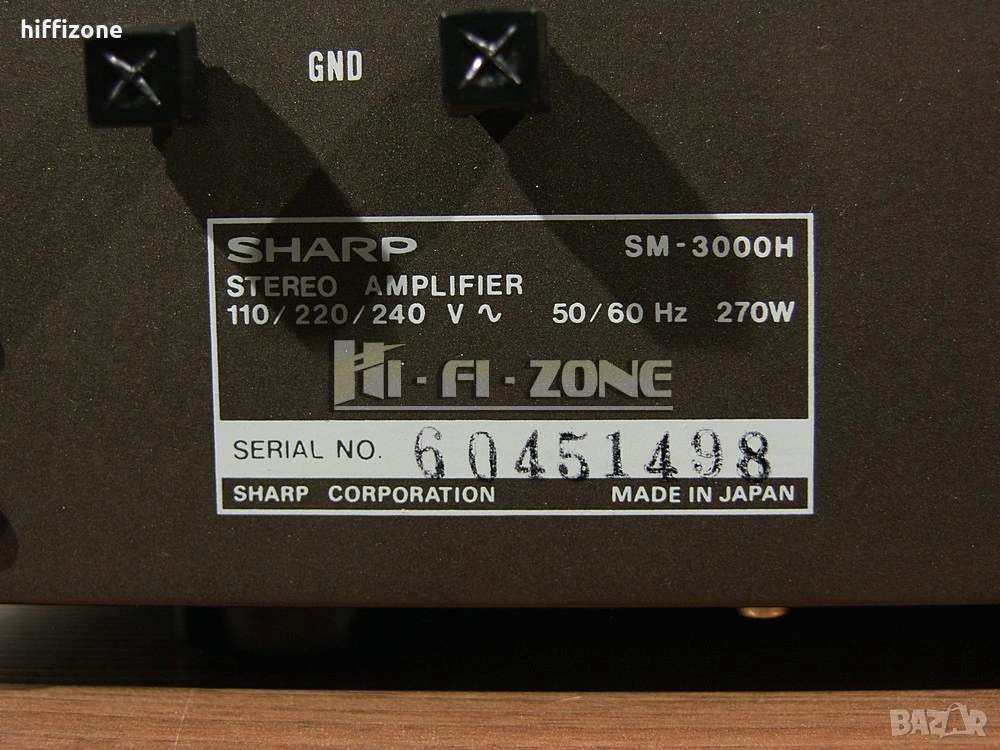 hiffizone
GND
SHARP SM-3000H
STEREO AMPLIFIER
110/220/240 V ~ 50/60 Hz 270W
Hi-Fi-ZONE
SERIAL NO. 60451498
SHARP CORPORATION MADE IN JAPAN
BAZAR